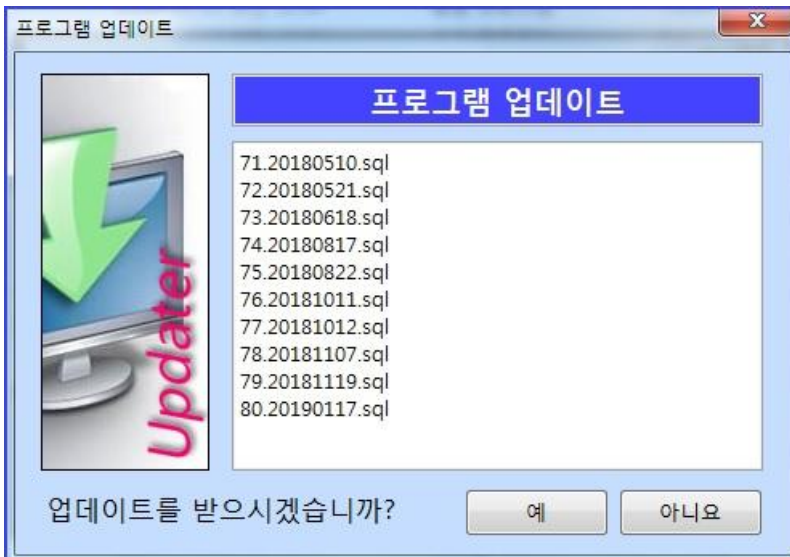 프로그램 업데이트
프로그램 업데이트
71.20180510.sql
72.20180521.sql
73.20180618.sql
74.20180817.sql
75.20180822.sql
76.20181011.sql
77.20181012.sql
78.20181107.sql
79.20181119.sql
80.20190117.sql
Updater
업데이트를 받으시겠습니까?
예
아니요